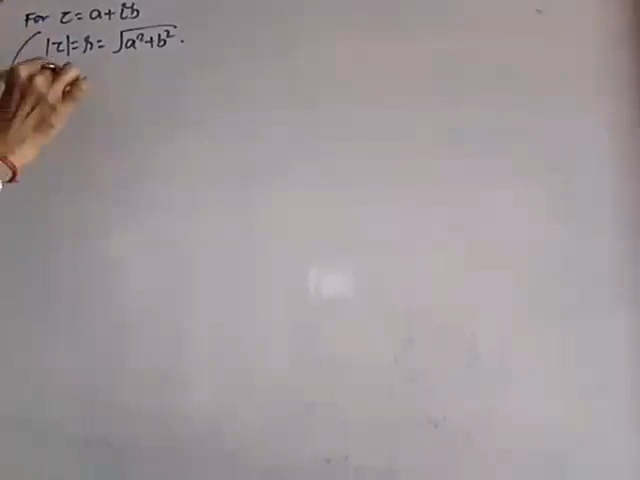 For z = a + ib
|z| = r = √a²+b².